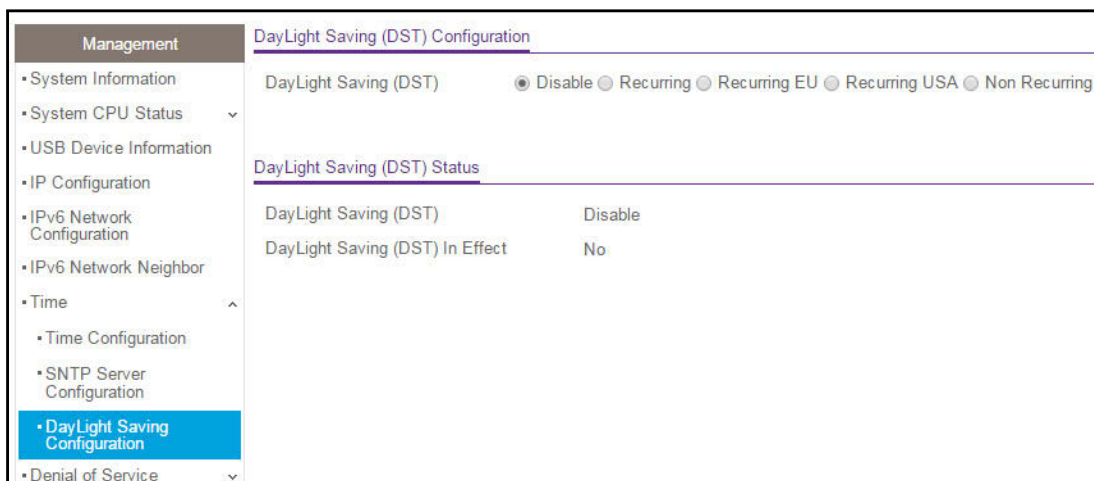 Management
System Information
System CPU Status
USB Device Information
IP Configuration
IPv6 Network
Configuration
IPv6 Network Neighbor
Time
Time Configuration
SNTP Server
Configuration
DayLight Saving
Configuration
Denial of Service
DayLight Saving (DST) Configuration
DayLight Saving (DST) Disable Recurring Recurring EU Recurring USA Non Recurring
DayLight Saving (DST) Status
DayLight Saving (DST) Disable
DayLight Saving (DST) In Effect No